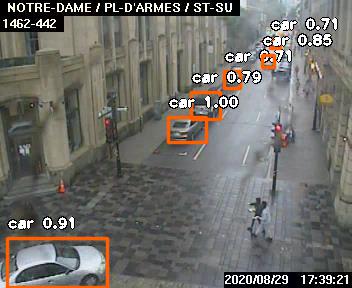 NOTRE-DAME / PL-D'ARMES / ST-SU
1462-442
car 0.71
car 0.85
car 0.71
car 0.79
car 1.00
car 0.91
2020/08/29 17:39:21